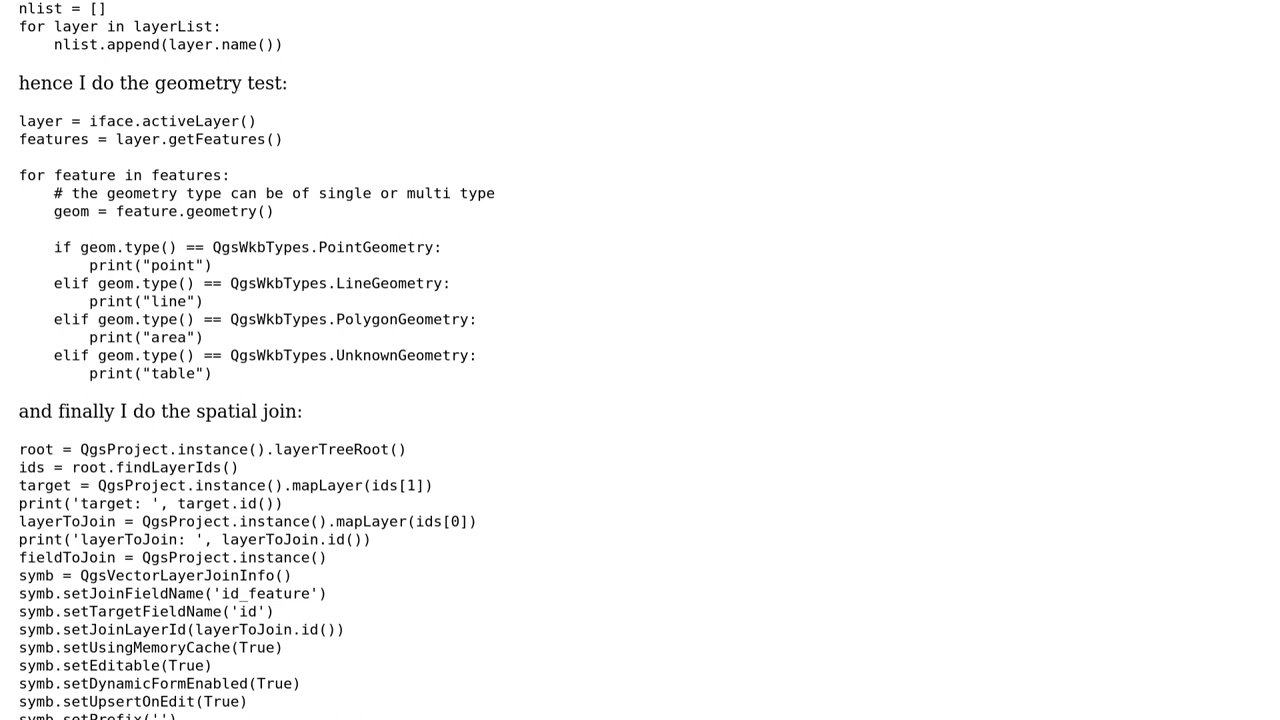 nlist = []
for layer in layerList:
    nlist.append(layer.name())
hence I do the geometry test:
layer = iface.activeLayer()
features = layer.getFeatures()
for feature in features:
    # the geometry type can be of single or multi type
    geom = feature.geometry()
    if geom.type() == QgsWkbTypes.PointGeometry:
        print("point")
    elif geom.type() == QgsWkbTypes.LineGeometry:
        print("line")
    elif geom.type() == QgsWkbTypes.PolygonGeometry:
        print("area")
    elif geom.type() == QgsWkbTypes.UnknownGeometry:
        print("table")
and finally I do the spatial join:
root = QgsProject.instance().layerTreeRoot()
ids = root.findLayerIds()
target = QgsProject.instance().mapLayer(ids[1])
print('target: ', target.id())
layerToJoin = QgsProject.instance().mapLayer(ids[0])
print('layerToJoin: ', layerToJoin.id())
fieldToJoin = QgsProject.instance()
symb = QgsVectorLayerJoinInfo()
symb.setJoinFieldName('id_feature')
symb.setTargetFieldName('id')
symb.setJoinLayerId(layerToJoin.id())
symb.setUsingMemoryCache(True)
symb.setEditable(True)
symb.setDynamicFormEnabled(True)
symb.setUpsertOnEdit(True)
symb.setPrefix('')